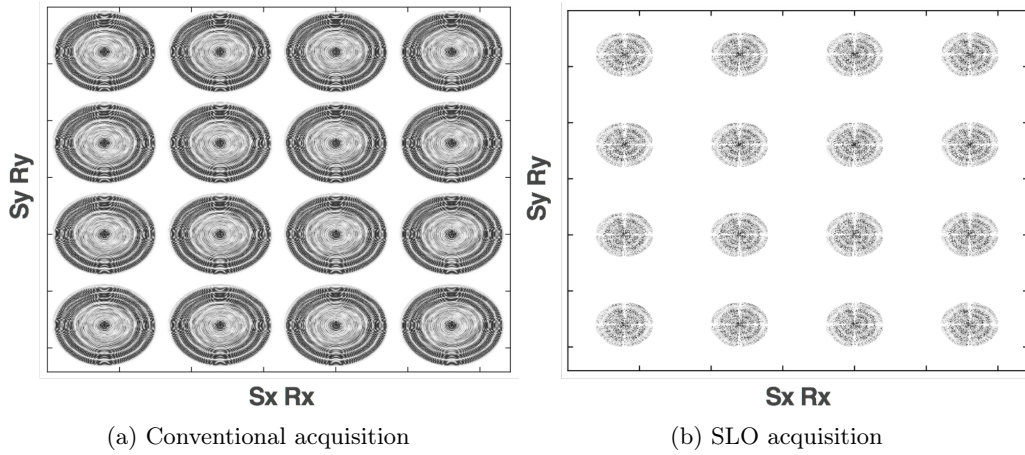 Sy Ry
Sx Rx
(a) Conventional acquisition
Sy Ry
Sx Rx
(b) SLO acquisition